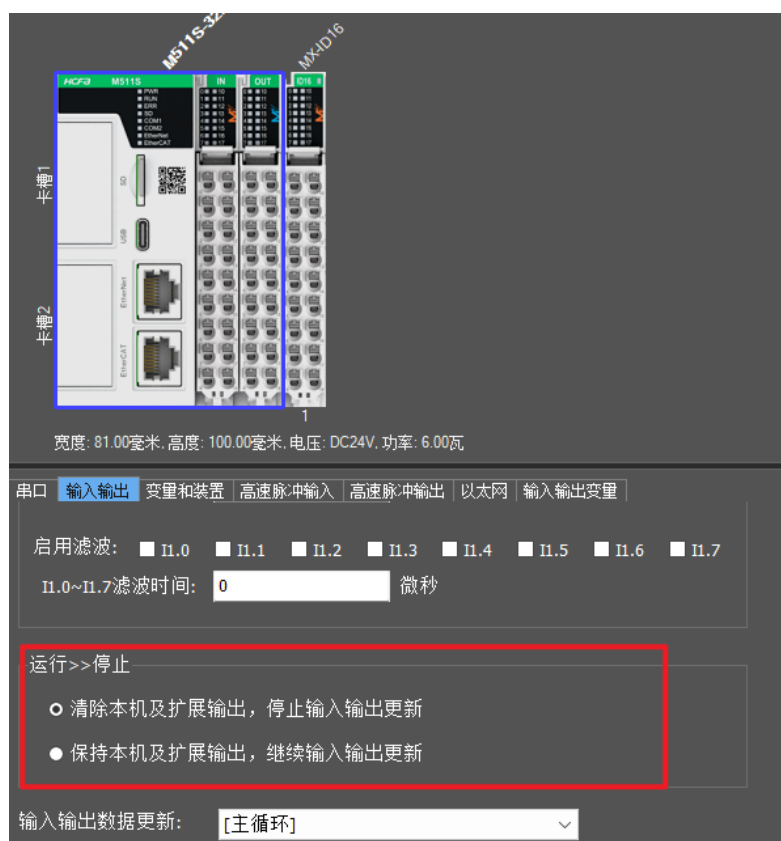 M511S-32
MX-ID16
HCFA M511S IN OUT ID16
PWR
RUN
ERR
SD
COM1
COM2
EtherNet
EtherCAT
卡槽1
SD
USB
卡槽2
EtherNet
EtherCAT
1
宽度: 81.00毫米, 高度: 100.00毫米, 电压: DC24V, 功率: 6.00瓦
串口 输入输出 变量和装置 高速脉冲输入 高速脉冲输出 以太网 输入输出变量
启用滤波: I1.0 I1.1 I1.2 I1.3 I1.4 I1.5 I1.6 I1.7
I1.0~I1.7滤波时间: 0 微秒
运行>>停止
清除本机及扩展输出，停止输入输出更新
保持本机及扩展输出，继续输入输出更新
输入输出数据更新: [主循环]